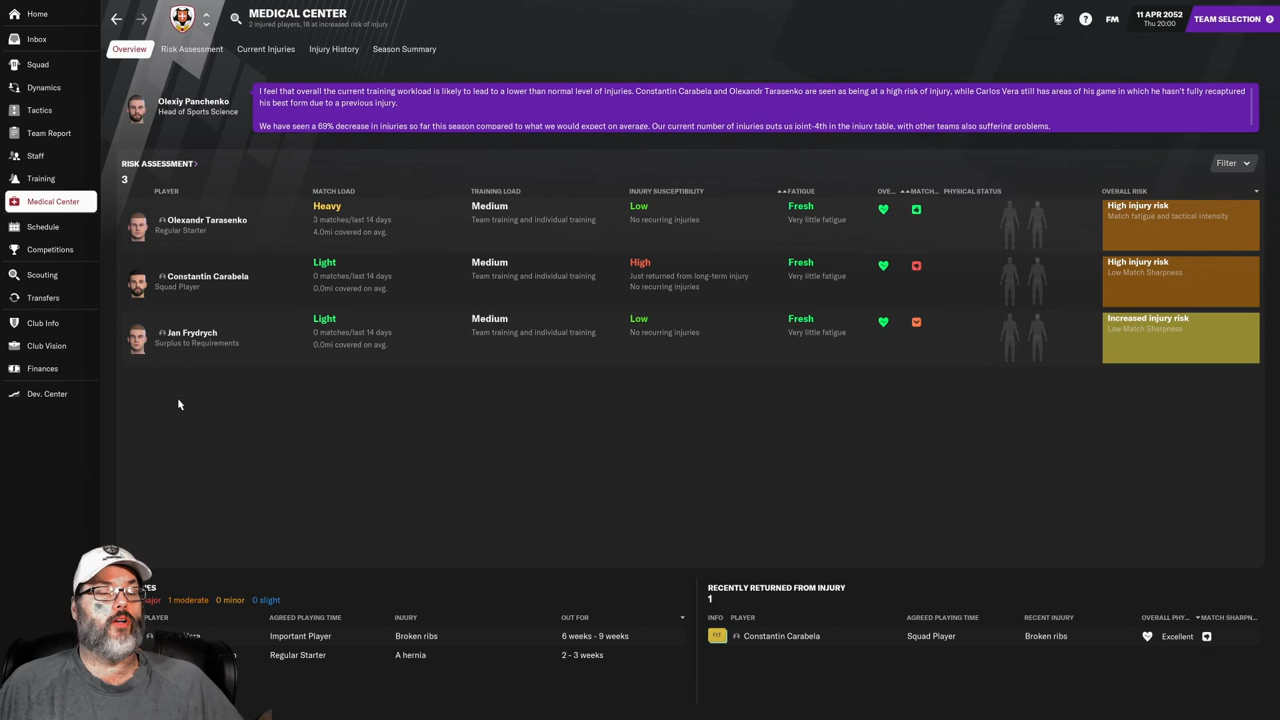 Home
Inbox
Squad
Dynamics
Tactics
Team Report
Staff
Training
Medical Center
Schedule
Competitions
Scouting
Transfers
Club Info
Club Vision
Finances
Dev. Center
MEDICAL CENTER
2 injured players, 18 at increased risk of injury
FM
11 APR 2052
Thu 20:00
TEAM SELECTION
Overview Risk Assessment Current Injuries Injury History Season Summary
Olexiy Panchenko
Head of Sports Science
I feel that overall the current training workload is likely to lead to a lower than normal level of injuries. Constantin Carabela and Olexandr Tarasenko are seen as being at a high risk of injury, while Carlos Vera still has areas of his game in which he hasn't fully recaptured
his best form due to a previous injury.
We have seen a 69% decrease in injuries so far this season compared to what we would expect on average. Our current number of injuries puts us joint-4th in the injury table, with other teams also suffering problems.
RISK ASSESSMENT
3
Filter
PLAYER MATCH LOAD TRAINING LOAD INJURY SUSCEPTIBILITY FATIGUE OVE... MATCH... PHYSICAL STATUS OVERALL RISK
Olexandr Tarasenko
Regular Starter
Heavy
3 matches/last 14 days
4.0mi covered on avg.
Medium
Team training and individual training
Low
No recurring injuries
Fresh
Very little fatigue
High injury risk
Match fatigue and tactical intensity
Constantin Carabela
Squad Player
Light
0 matches/last 14 days
0.0mi covered on avg.
Medium
Team training and individual training
High
Just returned from long-term injury
No recurring injuries
Fresh
Very little fatigue
High injury risk
Low Match Sharpness
Jan Frydrych
Surplus to Requirements
Light
0 matches/last 14 days
0.0mi covered on avg.
Medium
Team training and individual training
Low
No recurring injuries
Fresh
Very little fatigue
Increased injury risk
Low Match Sharpness
1 moderate 0 minor 0 slight
PLAYER AGREED PLAYING TIME INJURY OUT FOR
Important Player Broken ribs 6 weeks - 9 weeks
Regular Starter A hernia 2 - 3 weeks
RECENTLY RETURNED FROM INJURY
1
INFO PLAYER AGREED PLAYING TIME RECENT INJURY OVERALL PHY... MATCH SHARPN...
FIT Constantin Carabela Squad Player Broken ribs Excellent